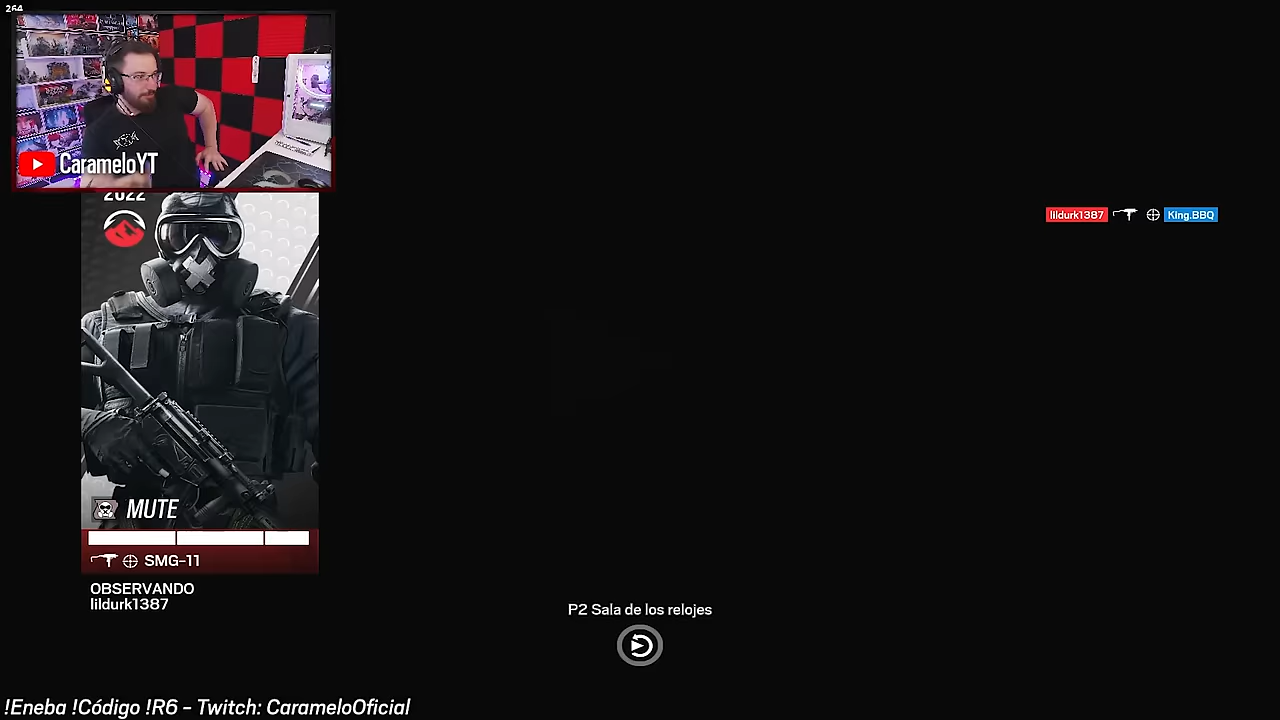 264
CarameloYT
2022
lildurk1387 King.BBQ
MUTE
SMG-11
OBSERVANDO
lildurk1387
P2 Sala de los relojes
!Eneba !Código !R6 - Twitch: CarameloOficial